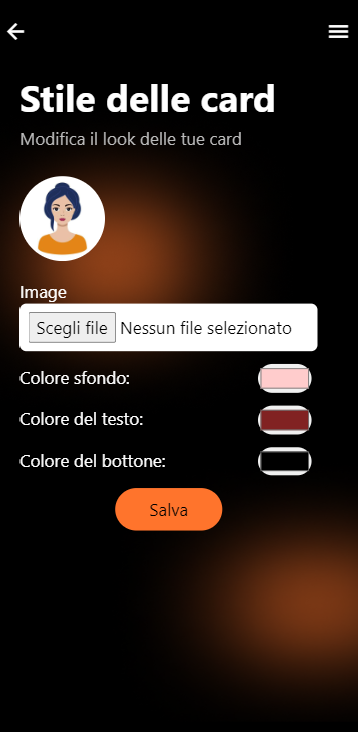 Stile delle card
Modifica il look delle tue card
Image
Scegli file Nessun file selezionato
Colore sfondo:
Colore del testo:
Colore del bottone:
Salva